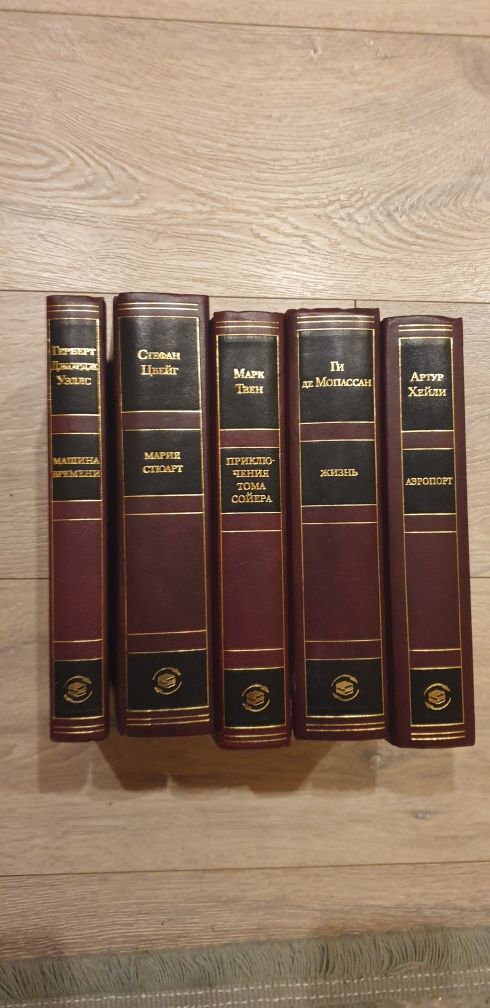 Герберт
Джордж
Уэллс
МАШИНА
ВРЕМЕНИ
Стефан
Цвейг
МАРИЯ
СТЮАРТ
Марк
Твен
ПРИКЛЮ-
ЧЕНИЯ
ТОМА
СОЙЕРА
Ги
де Мопассан
ЖИЗНЬ
Артур
Хейли
АЭРОПОРТ